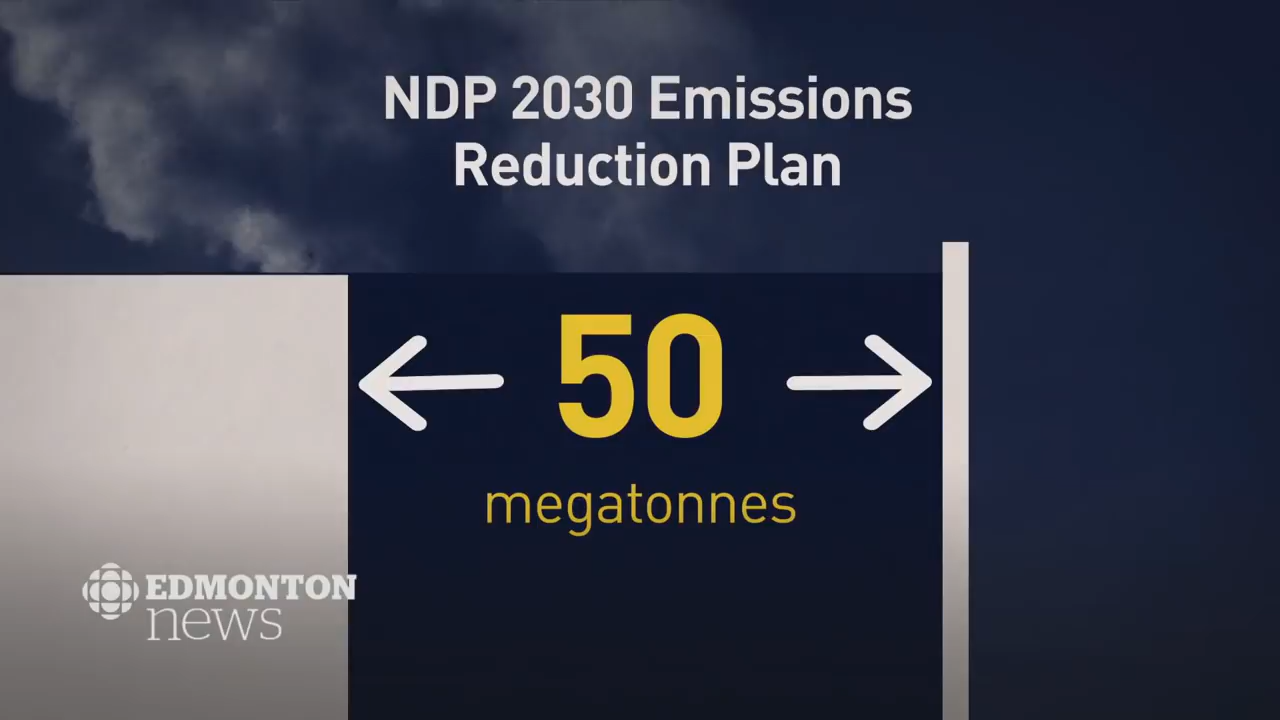 NDP 2030 Emissions
Reduction Plan
50
megatonnes
EDMONTON
news